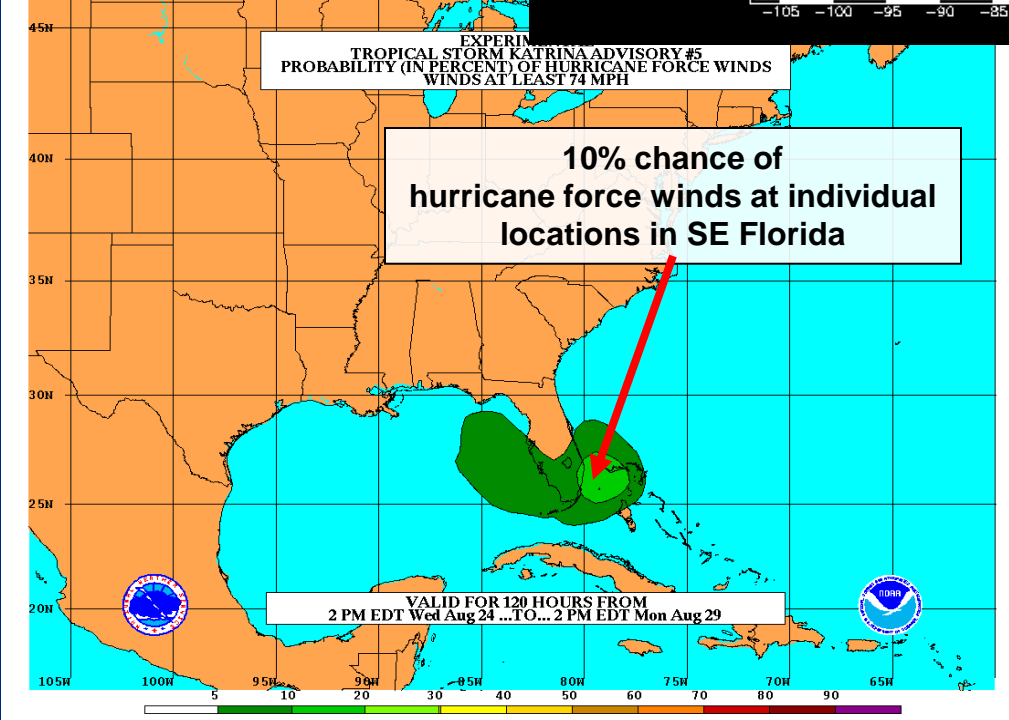 -105 -100 -95 -90 -85
45N
TROPICAL STORM KATRINA ADVISORY #5
PROBABILITY (IN PERCENT) OF HURRICANE FORCE WINDS
WINDS AT LEAST 74 MPH
10% chance of
hurricane force winds at individual
locations in SE Florida
40N
35N
30N
25N
20N
NOAA
VALID FOR 120 HOURS FROM
2 PM EDT Wed Aug 24 ...TO... 2 PM EDT Mon Aug 29
105W 100W 95W 90W 85W 80W 75W 70W 65W
5 10 20 30 40 50 60 70 80 90